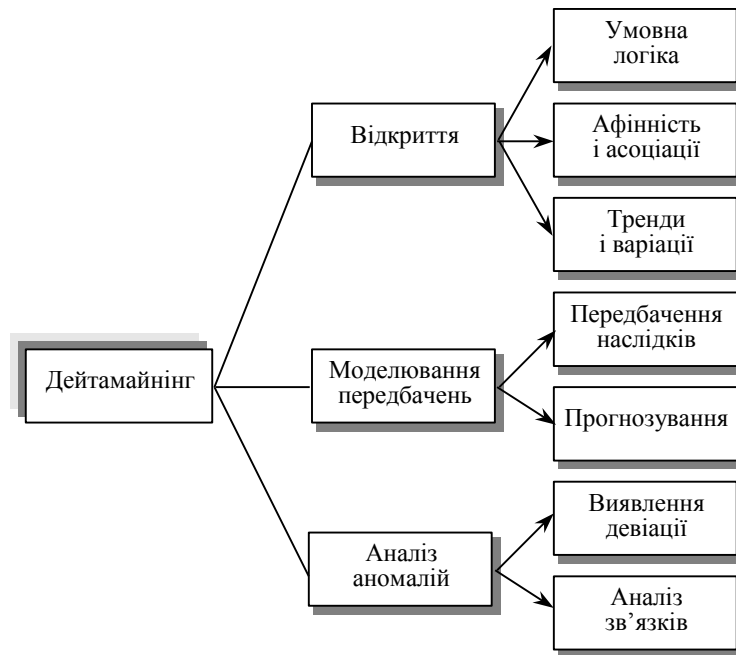 Умовна
логіка
Відкриття
Афінність
і асоціації
Тренди
і варіації
Дейтамайнінг
Моделювання
передбачень
Передбачення
наслідків
Прогнозування
Аналіз
аномалій
Виявлення
девіації
Аналіз
зв’язків